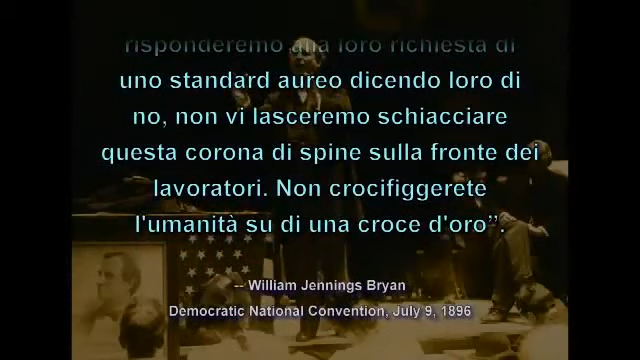 risponderemo alla loro richiesta di
uno standard aureo dicendo loro di
no, non vi lasceremo schiacciare
questa corona di spine sulla fronte dei
lavoratori. Non crocifiggerete
l'umanità su di una croce d'oro”.
-- William Jennings Bryan
Democratic National Convention, July 9, 1896